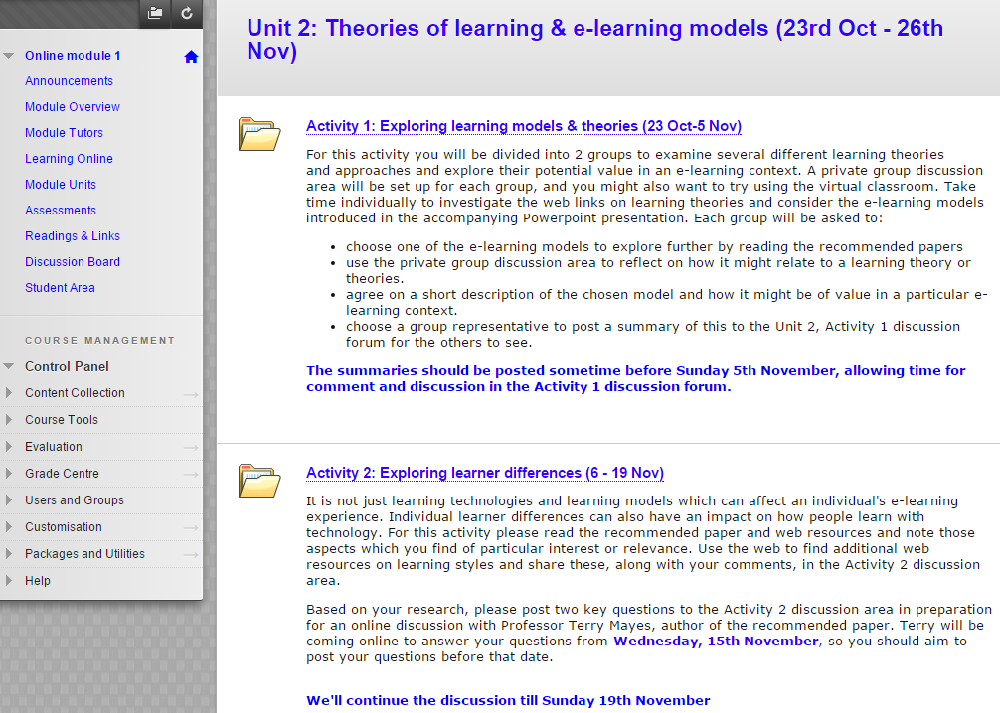 Online module 1
Announcements
Module Overview
Module Tutors
Learning Online
Module Units
Assessments
Readings & Links
Discussion Board
Student Area
COURSE MANAGEMENT
Control Panel
Content Collection
Course Tools
Evaluation
Grade Centre
Users and Groups
Customisation
Packages and Utilities
Help
Unit 2: Theories of learning & e-learning models (23rd Oct - 26th
Nov)
Activity 1: Exploring learning models & theories (23 Oct-5 Nov)
For this activity you will be divided into 2 groups to examine several different learning theories
and approaches and explore their potential value in an e-learning context. A private group discussion
area will be set up for each group, and you might also want to try using the virtual classroom. Take
time individually to investigate the web links on learning theories and consider the e-learning models
introduced in the accompanying Powerpoint presentation. Each group will be asked to:
• choose one of the e-learning models to explore further by reading the recommended papers
• use the private group discussion area to reflect on how it might relate to a learning theory or
theories.
• agree on a short description of the chosen model and how it might be of value in a particular e-
learning context.
• choose a group representative to post a summary of this to the Unit 2, Activity 1 discussion
forum for the others to see.
The summaries should be posted sometime before Sunday 5th November, allowing time for
comment and discussion in the Activity 1 discussion forum.
Activity 2: Exploring learner differences (6 - 19 Nov)
It is not just learning technologies and learning models which can affect an individual's e-learning
experience. Individual learner differences can also have an impact on how people learn with
technology. For this activity please read the recommended paper and web resources and note those
aspects which you find of particular interest or relevance. Use the web to find additional web
resources on learning styles and share these, along with your comments, in the Activity 2 discussion
area.
Based on your research, please post two key questions to the Activity 2 discussion area in preparation
for an online discussion with Professor Terry Mayes, author of the recommended paper. Terry will be
coming online to answer your questions from Wednesday, 15th November, so you should aim to
post your questions before that date.
We'll continue the discussion till Sunday 19th November